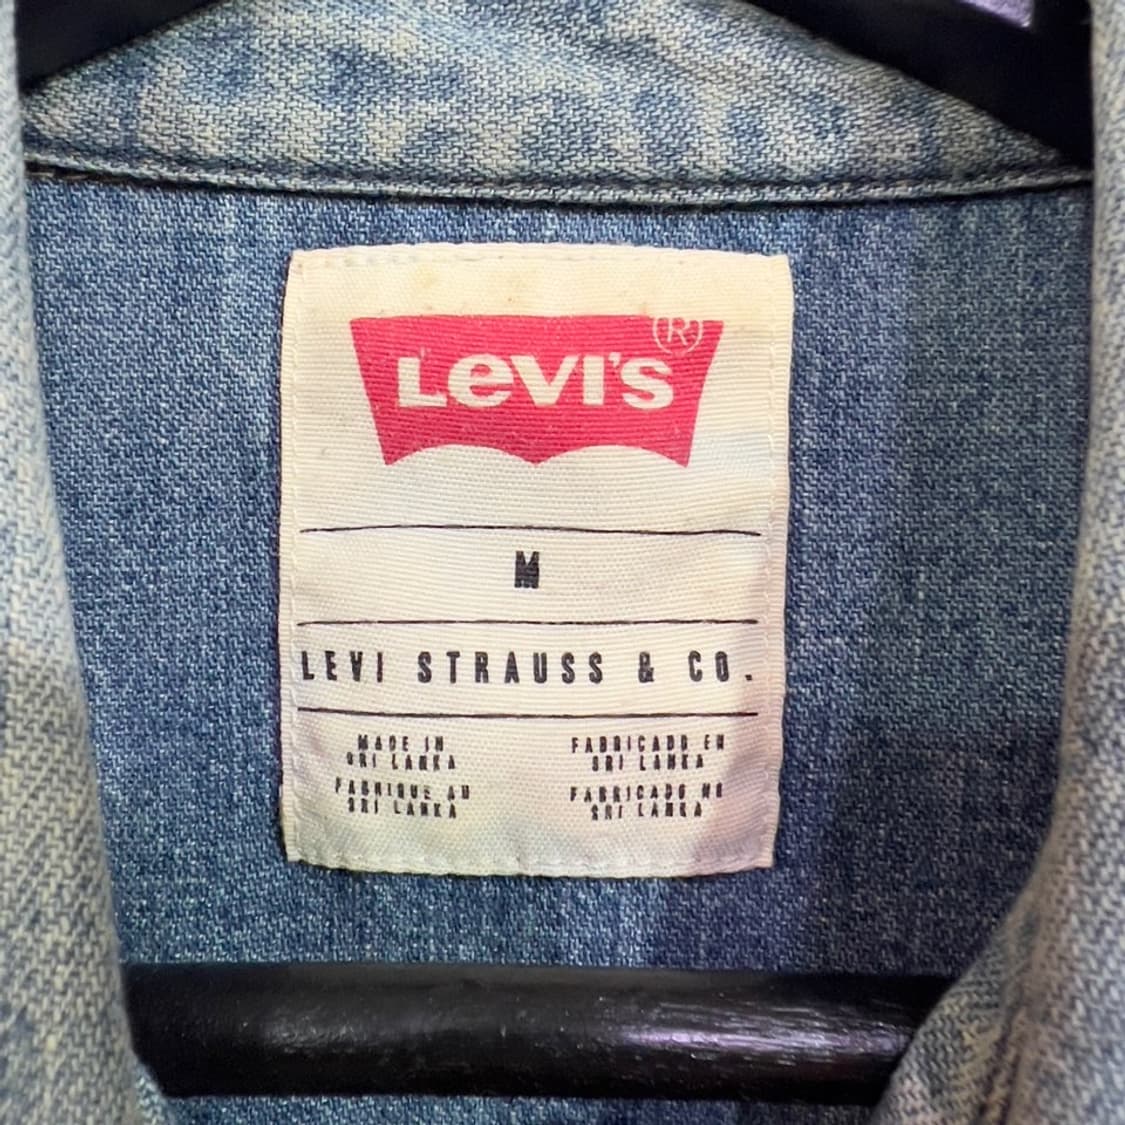 LEVI'S ®
M
LEVI STRAUSS & CO.
MADE IN
SRI LANKA
FABRIQUE AU
SRI LANKA
FABRICADO EN
SRI LANKA
FABRICADO NO
SRI LANKA